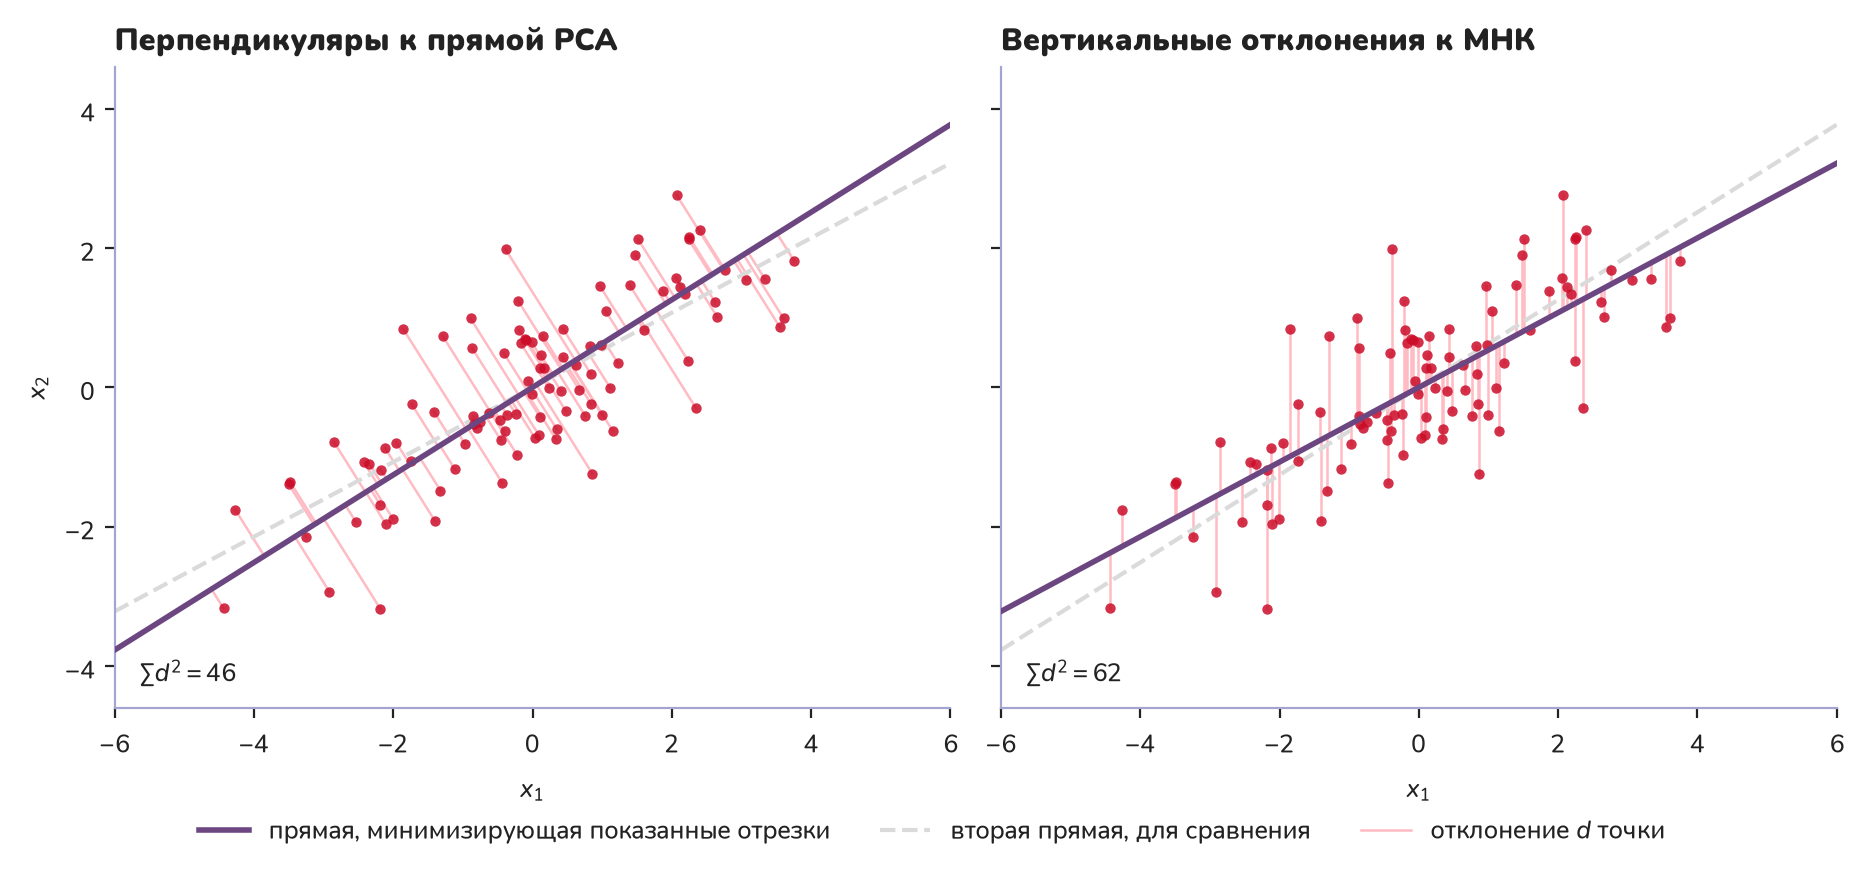 Перпендикуляры к прямой PCA
Вертикальные отклонения к МНК
4
2
0
−2
−4
x₂
∑d² = 46
∑d² = 62
−6 −4 −2 0 2 4 6
−6 −4 −2 0 2 4 6
x₁
x₁
прямая, минимизирующая показанные отрезки
вторая прямая, для сравнения
отклонение d точки